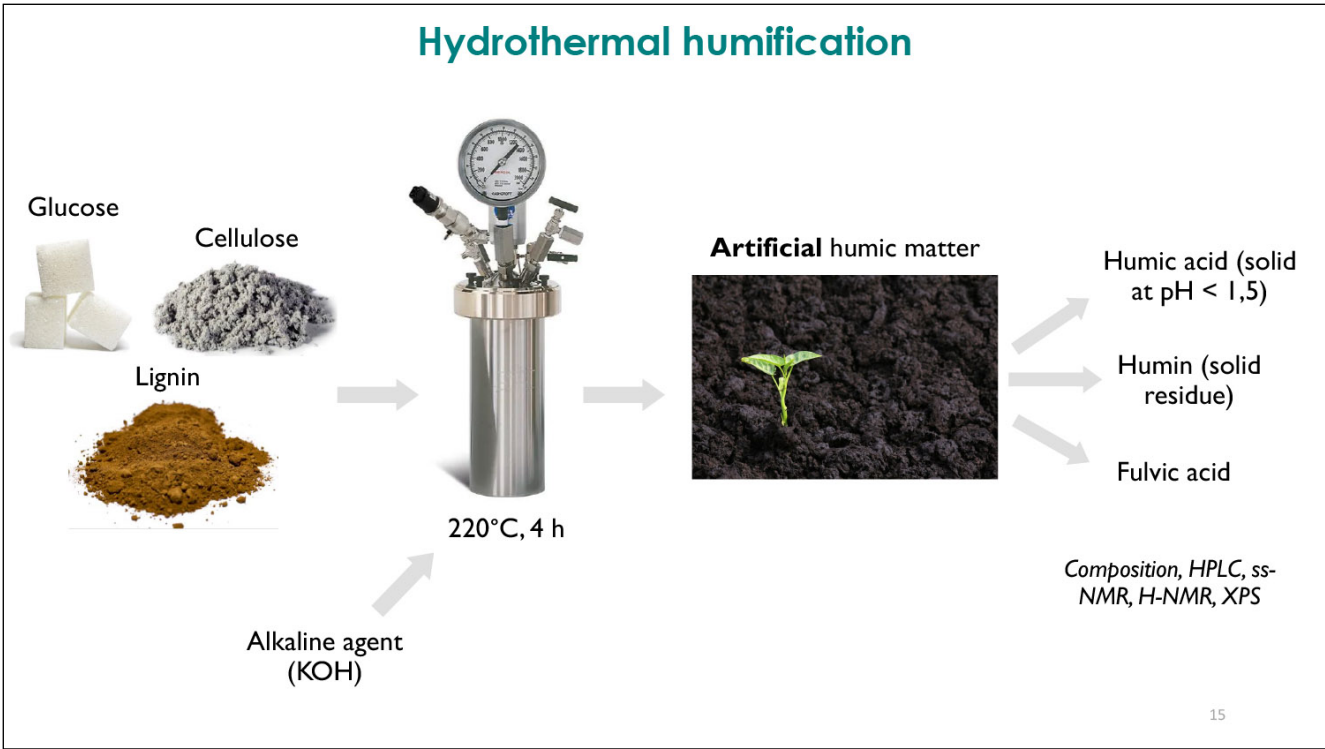 Hydrothermal humification
Glucose
Cellulose
Lignin
220°C, 4 h
Alkaline agent
(KOH)
Artificial humic matter
Humic acid (solid
at pH < 1,5)
Humin (solid
residue)
Fulvic acid
Composition, HPLC, ss-
NMR, H-NMR, XPS
15